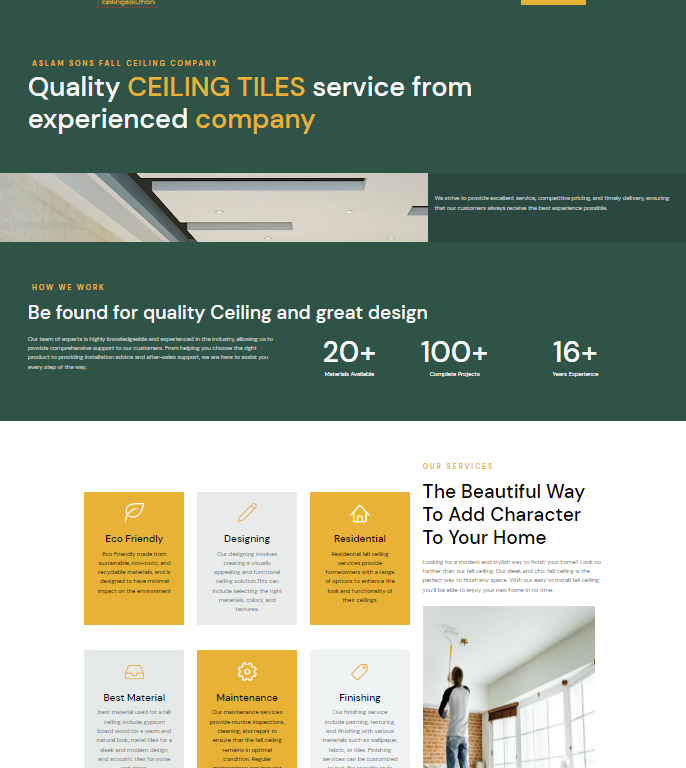 ceilingsolution
ASLAM SONS FALL CEILING COMPANY
Quality CEILING TILES service from
experienced company
We strive to provide excellent service, competitive pricing, and timely delivery, ensuring
that our customers always receive the best experience possible.
HOW WE WORK
Be found for quality Ceiling and great design
Our team of experts is highly knowledgeable and experienced in the industry, allowing us to
provide comprehensive support to our customers. From helping you choose the right
product to providing installation advice and after-sales support, we are here to assist you
every step of the way.
20+
Materials Available
100+
Complete Projects
16+
Years Experience
OUR SERVICES
The Beautiful Way
To Add Character
To Your Home
Looking for a modern and stylish way to finish your home? Look no
further than our fall ceiling. Our sleek and chic fall ceiling is the
perfect way to finish any space. With our easy to install fall ceiling,
you'll be able to enjoy your new home in no time.
Eco Friendly
Eco Friendly made from
sustainable, non-toxic, and
recyclable materials, and is
designed to have minimal
impact on the environment
Designing
Our designing involves
creating a visually
appealing and functional
ceiling solution.This can
include selecting the right
materials, colors, and
textures.
Residential
Residential fall ceiling
services provide
homeowners with a range
of options to enhance the
look and functionality of
their ceilings.
Best Material
best material used for a fall
ceiling include gypsum
board wood for a warm and
natural look, metal tiles for a
sleek and modern design,
and acoustic tiles for noise
Maintenance
Our maintenance services
provide routine inspections,
cleaning, and repair to
ensure that the fall ceiling
remains in optimal
condition. Regular
Finishing
Our finishing service
include painting, texturing,
and finishing with various
materials such as wallpaper,
fabric, or tiles. Finishing
services can be customized